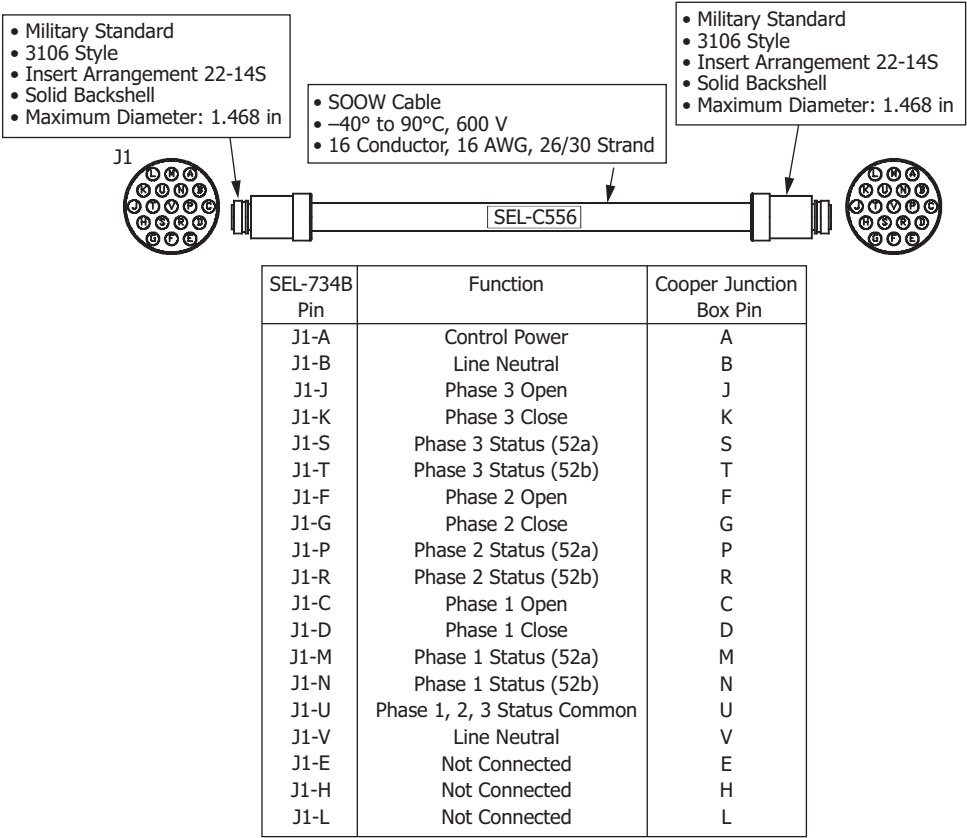 • Military Standard
• 3106 Style
• Insert Arrangement 22-14S
• Solid Backshell
• Maximum Diameter: 1.468 in
• SOOW Cable
• –40° to 90°C, 600 V
• 16 Conductor, 16 AWG, 26/30 Strand
• Military Standard
• 3106 Style
• Insert Arrangement 22-14S
• Solid Backshell
• Maximum Diameter: 1.468 in
J1
L M A
K U N B
J T V P C
H S R D
G F E
SEL-C556
L M A
K U N B
J T V P C
H S R D
G F E
SEL-734B Pin Function Cooper Junction Box Pin
J1-A Control Power A
J1-B Line Neutral B
J1-J Phase 3 Open J
J1-K Phase 3 Close K
J1-S Phase 3 Status (52a) S
J1-T Phase 3 Status (52b) T
J1-F Phase 2 Open F
J1-G Phase 2 Close G
J1-P Phase 2 Status (52a) P
J1-R Phase 2 Status (52b) R
J1-C Phase 1 Open C
J1-D Phase 1 Close D
J1-M Phase 1 Status (52a) M
J1-N Phase 1 Status (52b) N
J1-U Phase 1, 2, 3 Status Common U
J1-V Line Neutral V
J1-E Not Connected E
J1-H Not Connected H
J1-L Not Connected L